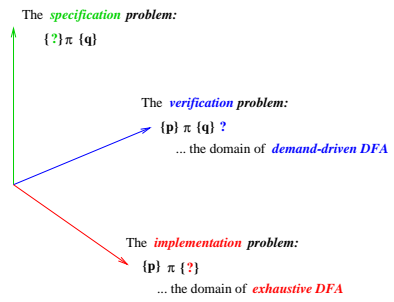 The specification problem:
{?} π {q}
The verification problem:
{p} π {q} ?
... the domain of demand-driven DFA
The implementation problem:
{p} π {?}
... the domain of exhaustive DFA